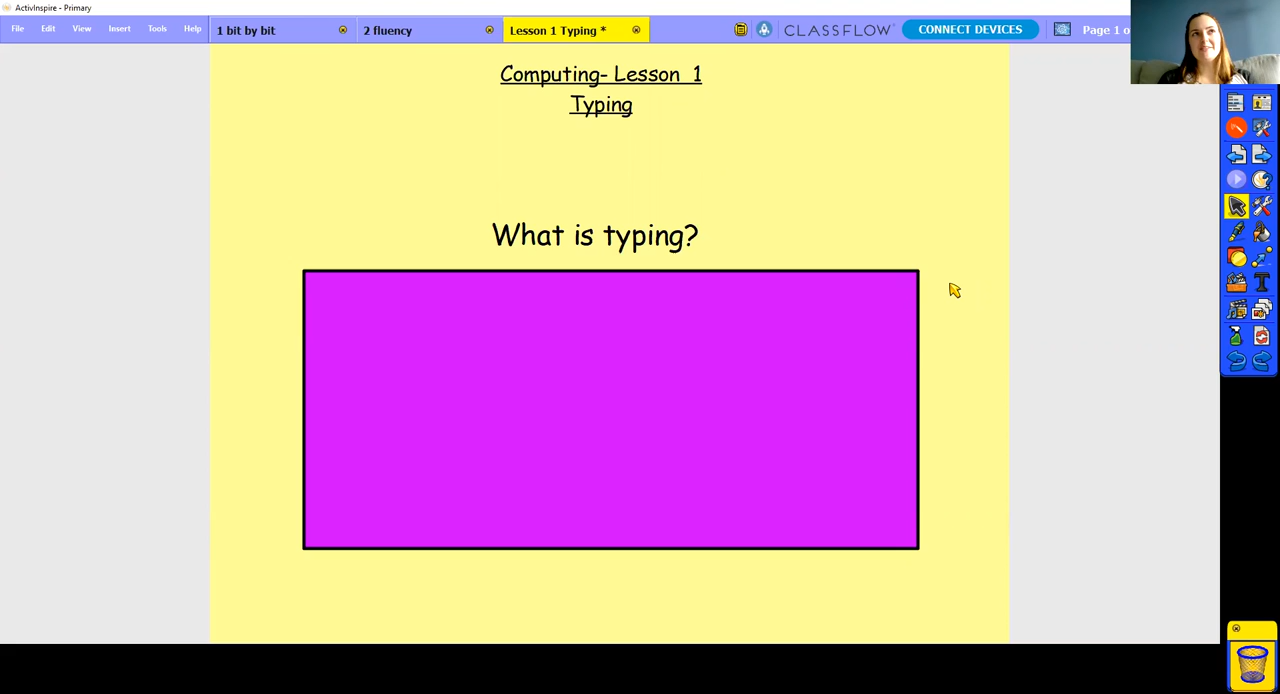 ActivInspire - Primary
File Edit View Insert Tools Help
1 bit by bit
2 fluency
Lesson 1 Typing *
CLASSFLOW
CONNECT DEVICES
Page 1 o
Computing- Lesson 1
Typing
What is typing?